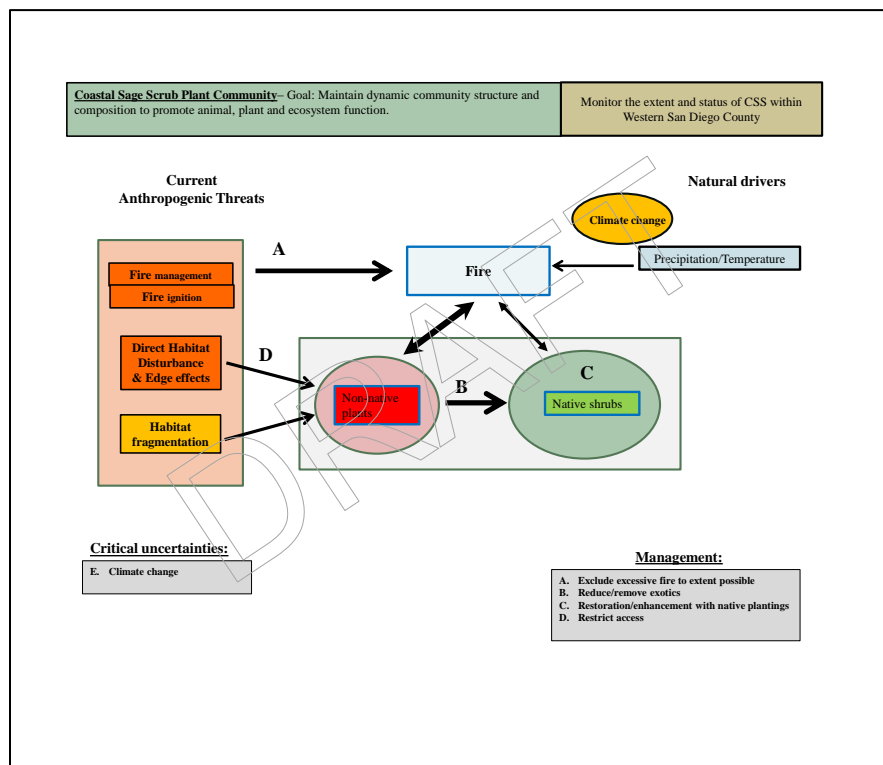 Coastal Sage Scrub Plant Community– Goal: Maintain dynamic community structure and
composition to promote animal, plant and ecosystem function.
Monitor the extent and status of CSS within
Western San Diego County
Current
Anthropogenic Threats
Natural drivers
Climate change
A
Fire
Precipitation/Temperature
Fire management
Fire ignition
Direct Habitat
Disturbance
& Edge effects
D
Habitat
fragmentation
Non-native
plants
B
C
Native shrubs
DRAFT
Critical uncertainties:
E. Climate change
Management:
A. Exclude excessive fire to extent possible
B. Reduce/remove exotics
C. Restoration/enhancement with native plantings
D. Restrict access